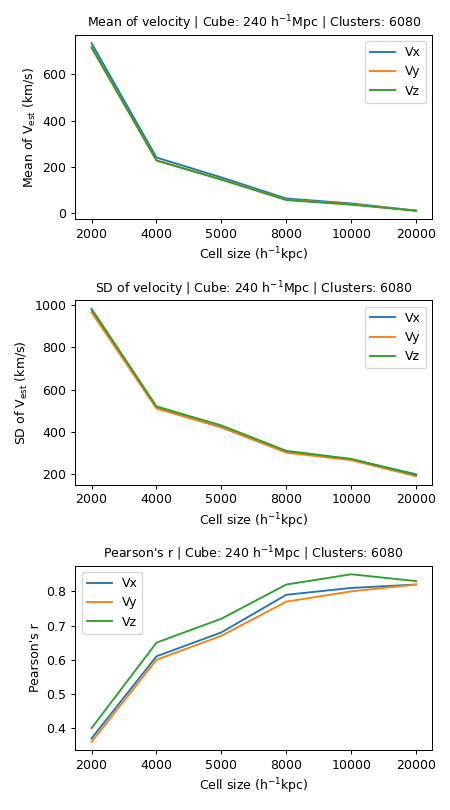 Mean of velocity | Cube: 240 h⁻¹Mpc | Clusters: 6080
Mean of V_est (km/s)
600
400
200
0
Vx
Vy
Vz
2000 4000 5000 8000 10000 20000
Cell size (h⁻¹kpc)
SD of velocity | Cube: 240 h⁻¹Mpc | Clusters: 6080
SD of V_est (km/s)
1000
800
600
400
200
Vx
Vy
Vz
2000 4000 5000 8000 10000 20000
Cell size (h⁻¹kpc)
Pearson's r | Cube: 240 h⁻¹Mpc | Clusters: 6080
Pearson's r
0.8
0.7
0.6
0.5
0.4
Vx
Vy
Vz
2000 4000 5000 8000 10000 20000
Cell size (h⁻¹kpc)